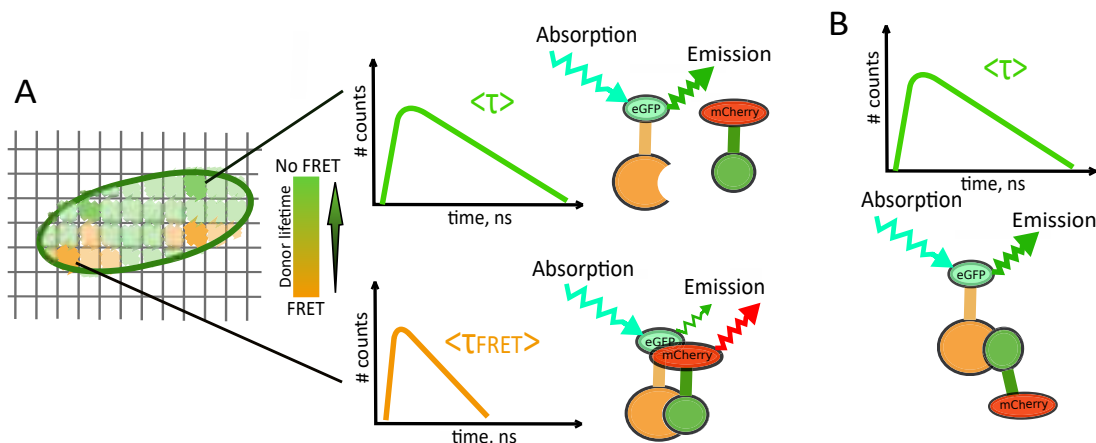 A
No FRET
Donor lifetime
FRET
# counts
<τ>
time, ns
Absorption
Emission
eGFP
mCherry
# counts
<τFRET>
time, ns
Absorption
Emission
eGFP
mCherry
B
# counts
<τ>
time, ns
Absorption
Emission
eGFP
mCherry